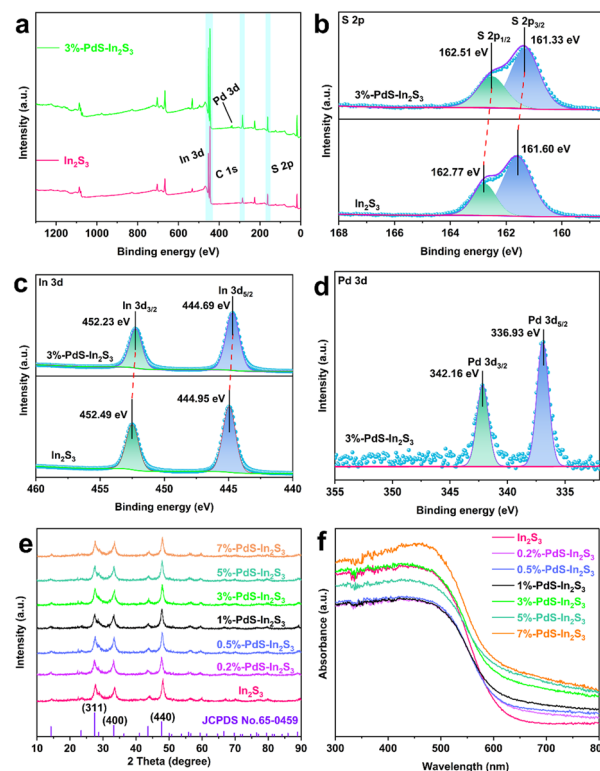 a
3%-PdS-In₂S₃
Pd 3d
In 3d
C 1s
S 2p
In₂S₃
Intensity (a.u.)
1300 1200 1000 800 600 400 200 0
Binding energy (eV)
b
S 2p
S 2p₁/₂
S 2p₃/₂
162.51 eV
161.33 eV
3%-PdS-In₂S₃
161.60 eV
162.77 eV
In₂S₃
Intensity (a.u.)
168 166 164 162 160
Binding energy (eV)
c
In 3d
In 3d₃/₂
In 3d₅/₂
452.23 eV
444.69 eV
3%-PdS-In₂S₃
452.49 eV
444.95 eV
In₂S₃
Intensity (a.u.)
460 455 450 445 440
Binding energy (eV)
d
Pd 3d
Pd 3d₅/₂
336.93 eV
Pd 3d₃/₂
342.16 eV
3%-PdS-In₂S₃
Intensity (a.u.)
355 350 345 340 335
Binding energy (eV)
e
7%-PdS-In₂S₃
5%-PdS-In₂S₃
3%-PdS-In₂S₃
1%-PdS-In₂S₃
0.5%-PdS-In₂S₃
0.2%-PdS-In₂S₃
In₂S₃
(311)
(400)
(440)
JCPDS No.65-0459
Intensity (a.u.)
10 20 30 40 50 60 70 80 90
2 Theta (degree)
f
In₂S₃
0.2%-PdS-In₂S₃
0.5%-PdS-In₂S₃
1%-PdS-In₂S₃
3%-PdS-In₂S₃
5%-PdS-In₂S₃
7%-PdS-In₂S₃
Absorbance (a.u.)
300 400 500 600 700 800
Wavelength (nm)